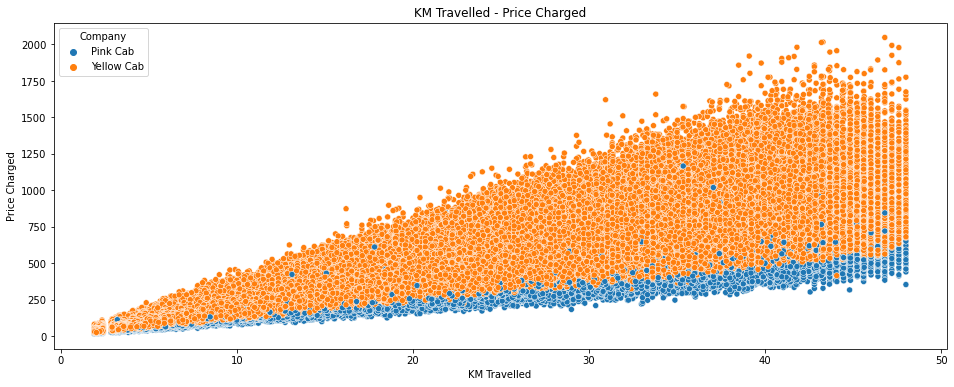 KM Travelled - Price Charged
Company
Pink Cab
Yellow Cab
Price Charged
2000
1750
1500
1250
1000
750
500
250
0
0 10 20 30 40 50
KM Travelled